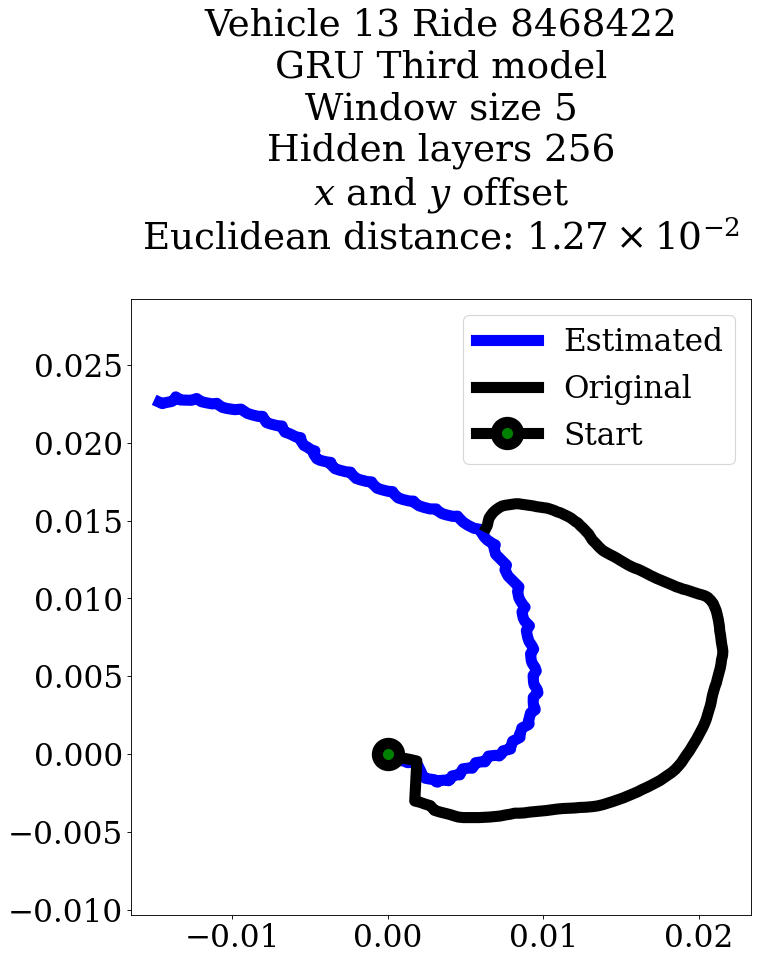 Vehicle 13 Ride 8468422
GRU Third model
Window size 5
Hidden layers 256
x and y offset
Euclidean distance: 1.27 × 10⁻²
Estimated
Original
Start
0.025
0.020
0.015
0.010
0.005
0.000
−0.005
−0.010
−0.01 0.00 0.01 0.02